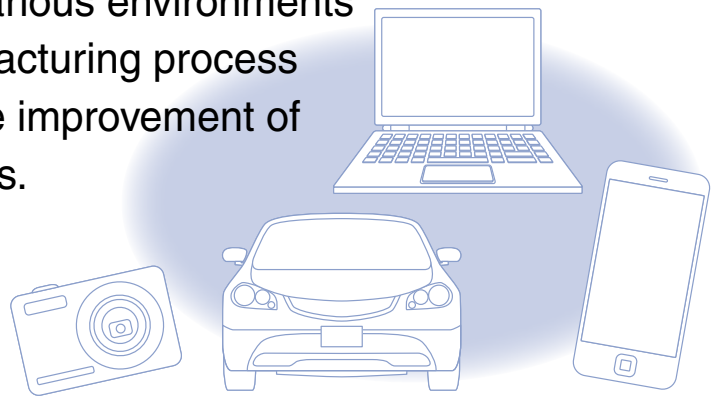 arious environments
acturing process
e improvement of
s.